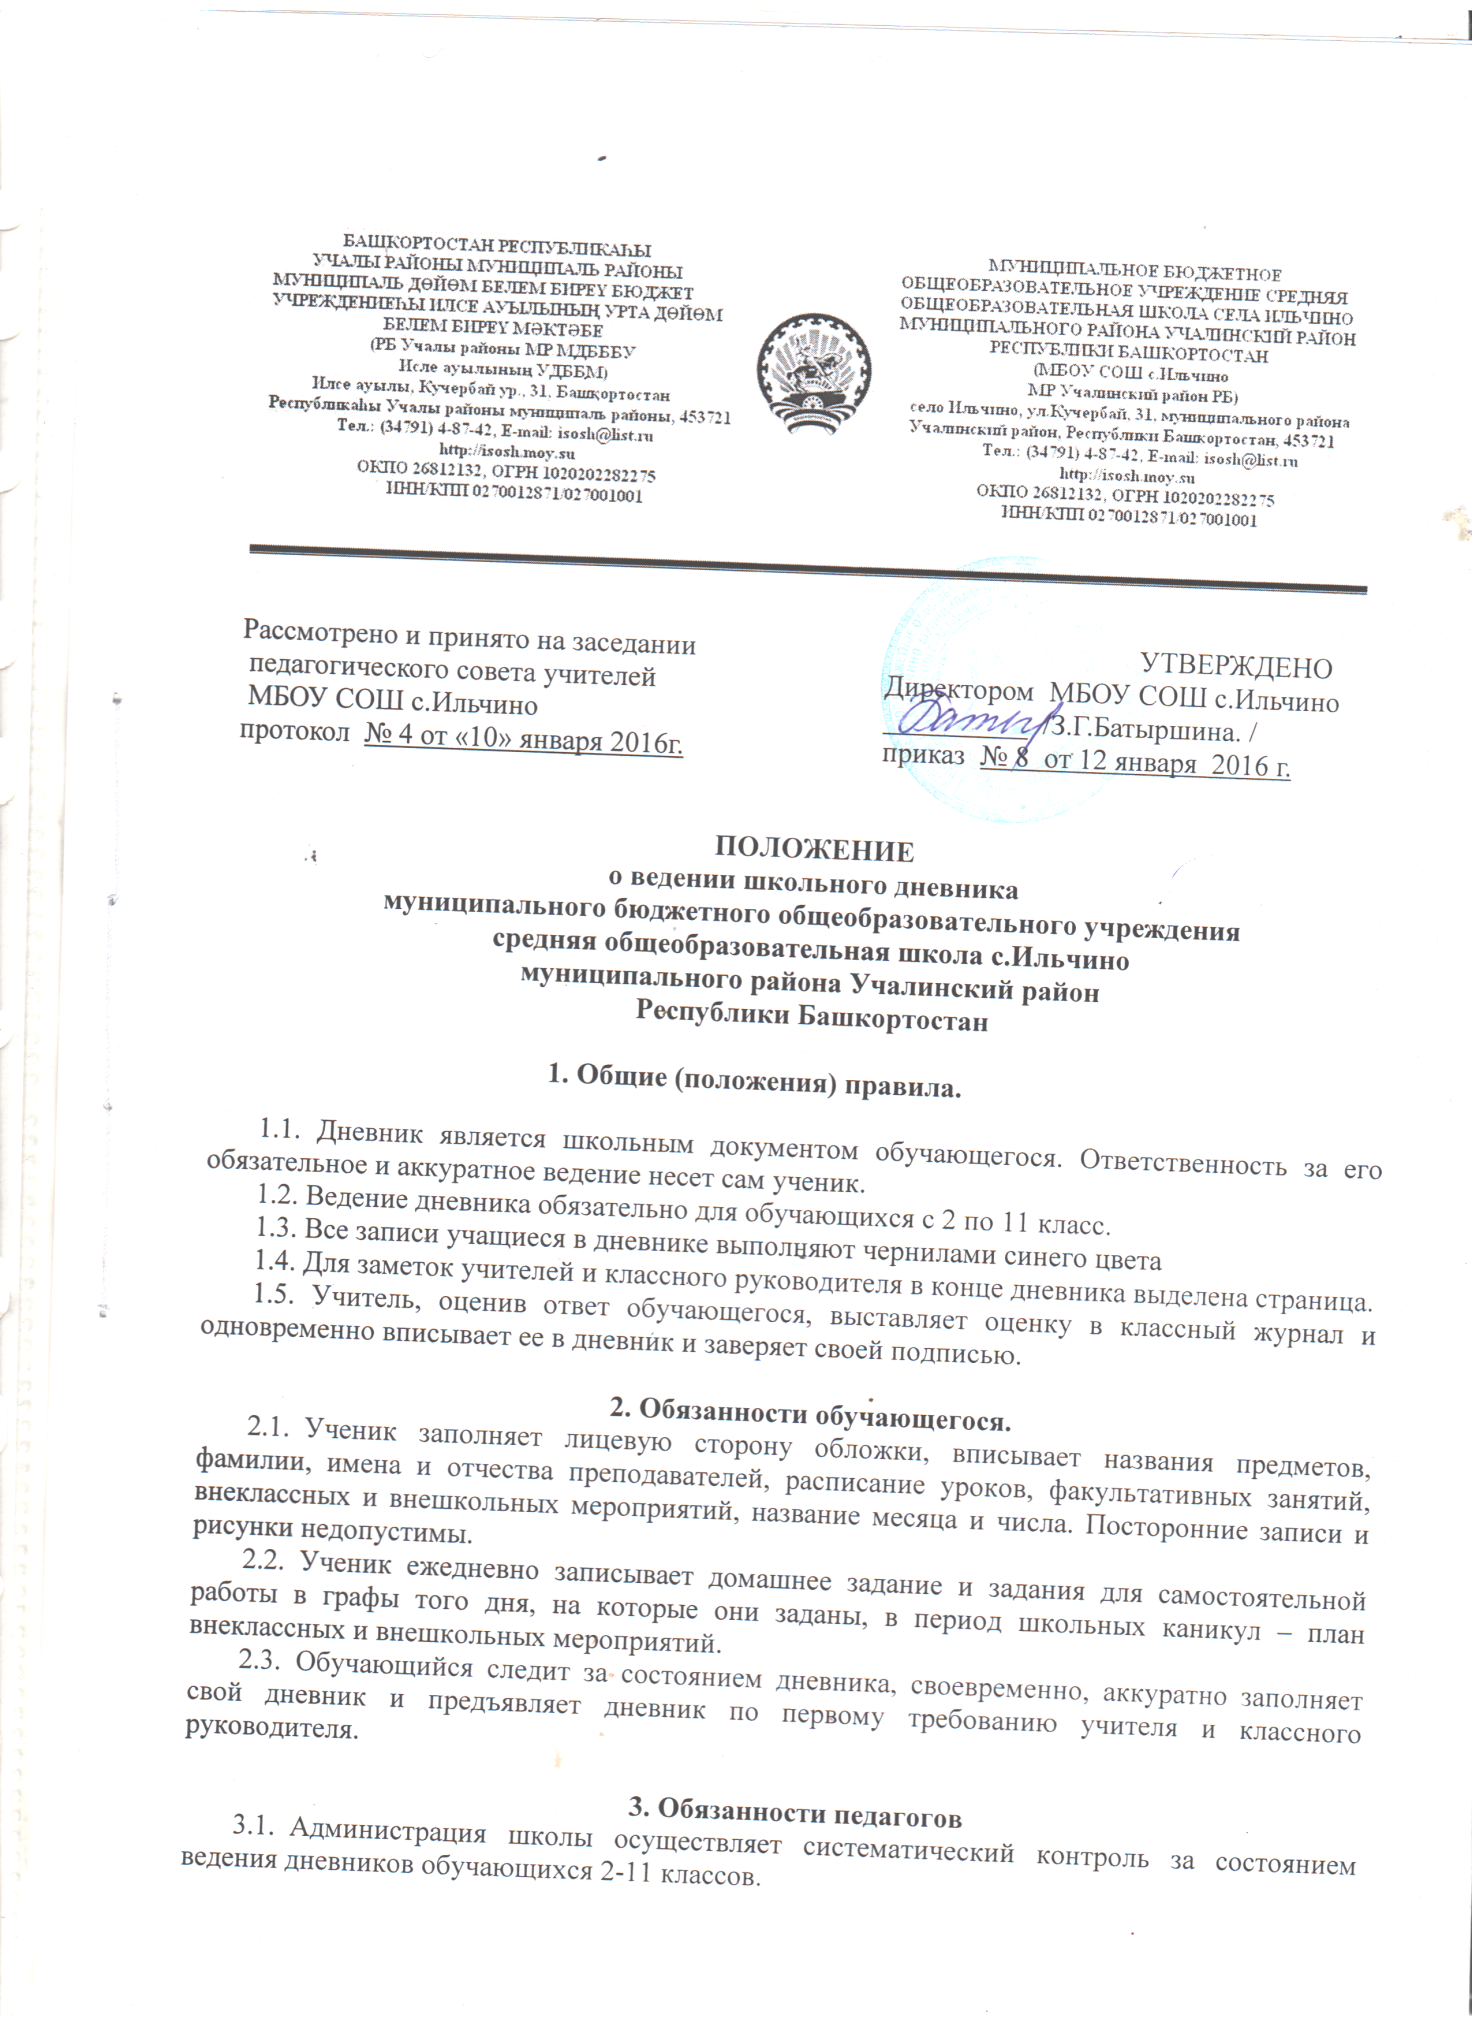 БАШҠОРТОСТАН РЕСПУБЛИКАҺЫ
УЧАЛЫ РАЙОНЫ МУНИЦИПАЛЬ РАЙОНЫ
МУНИЦИПАЛЬ ДӨЙӨМ БЕЛЕМ БИРЕҮ БЮДЖЕТ
УЧРЕЖДЕНИЕҺЫ ИЛСЕ АУЫЛЫНЫҢ УРТА ДӨЙӨМ
БЕЛЕМ БИРЕҮ МӘКТӘБЕ
(РБ Учалы районы МР МДБББУ
Исле ауылының УДББМ)
Илсе ауылы, Кучербай ур., 31, Башҡортостан
Республикаһы Учалы районы муниципаль районы, 453721
Тел.: (34791) 4-87-42, E-mail: isosh@list.ru
http://isosh.moy.su
ОКПО 26812132, ОГРН 1020202282275
ИНН/КПП 0270012871/027001001
МУНИЦИПАЛЬНОЕ БЮДЖЕТНОЕ
ОБЩЕОБРАЗОВАТЕЛЬНОЕ УЧРЕЖДЕНИЕ СРЕДНЯЯ
ОБЩЕОБРАЗОВАТЕЛЬНАЯ ШКОЛА СЕЛА ИЛЬЧИНО
МУНИЦИПАЛЬНОГО РАЙОНА УЧАЛИНСКИЙ РАЙОН
РЕСПУБЛИКИ БАШКОРТОСТАН
(МБОУ СОШ с.Ильчино
МР Учалинский район РБ)
село Ильчино, ул.Кучербай, 31, муниципального района
Учалинский район, Республики Башкортостан, 453721
Тел.: (34791) 4-87-42, E-mail: isosh@list.ru
http://isosh.moy.su
ОКПО 26812132, ОГРН 1020202282275
ИНН/КПП 0270012871/027001001
Рассмотрено и принято на заседании
педагогического совета учителей
МБОУ СОШ с.Ильчино
протокол № 4 от «10» января 2016г.
УТВЕРЖДЕНО
Директором МБОУ СОШ с.Ильчино
__________ /З.Г.Батыршина. /
приказ № 8 от 12 января 2016 г.
ПОЛОЖЕНИЕ
о ведении школьного дневника
муниципального бюджетного общеобразовательного учреждения
средняя общеобразовательная школа с.Ильчино
муниципального района Учалинский район
Республики Башкортостан
1. Общие (положения) правила.
1.1. Дневник является школьным документом обучающегося. Ответственность за его
обязательное и аккуратное ведение несет сам ученик.
1.2. Ведение дневника обязательно для обучающихся с 2 по 11 класс.
1.3. Все записи учащиеся в дневнике выполняют чернилами синего цвета
1.4. Для заметок учителей и классного руководителя в конце дневника выделена страница.
1.5. Учитель, оценив ответ обучающегося, выставляет оценку в классный журнал и
одновременно вписывает ее в дневник и заверяет своей подписью.
2. Обязанности обучающегося.
2.1. Ученик заполняет лицевую сторону обложки, вписывает названия предметов,
фамилии, имена и отчества преподавателей, расписание уроков, факультативных занятий,
внеклассных и внешкольных мероприятий, название месяца и числа. Посторонние записи и
рисунки недопустимы.
2.2. Ученик ежедневно записывает домашнее задание и задания для самостоятельной
работы в графы того дня, на которые они заданы, в период школьных каникул – план
внеклассных и внешкольных мероприятий.
2.3. Обучающийся следит за состоянием дневника, своевременно, аккуратно заполняет
свой дневник и предъявляет дневник по первому требованию учителя и классного
руководителя.
3. Обязанности педагогов
3.1. Администрация школы осуществляет систематический контроль за состоянием
ведения дневников обучающихся 2-11 классов.